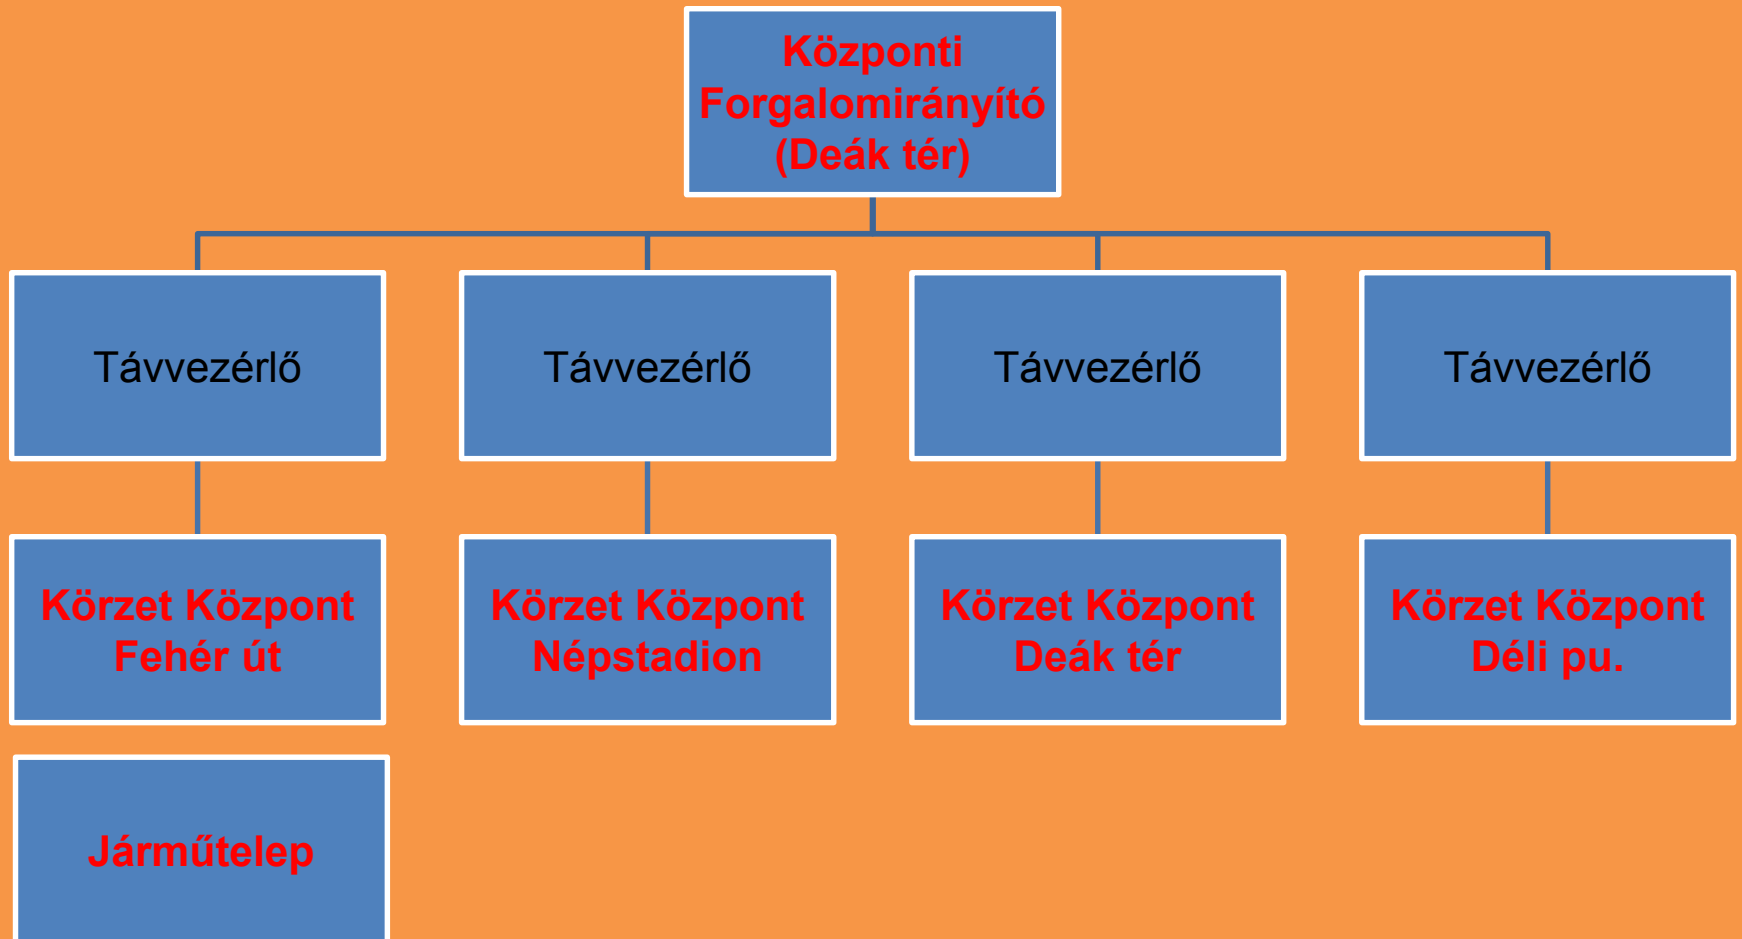 Központi
Forgalomirányító
(Deák tér)
Távvezérlő
Távvezérlő
Távvezérlő
Távvezérlő
Körzet Központ
Fehér út
Körzet Központ
Népstadion
Körzet Központ
Deák tér
Körzet Központ
Déli pu.
Járműtelep